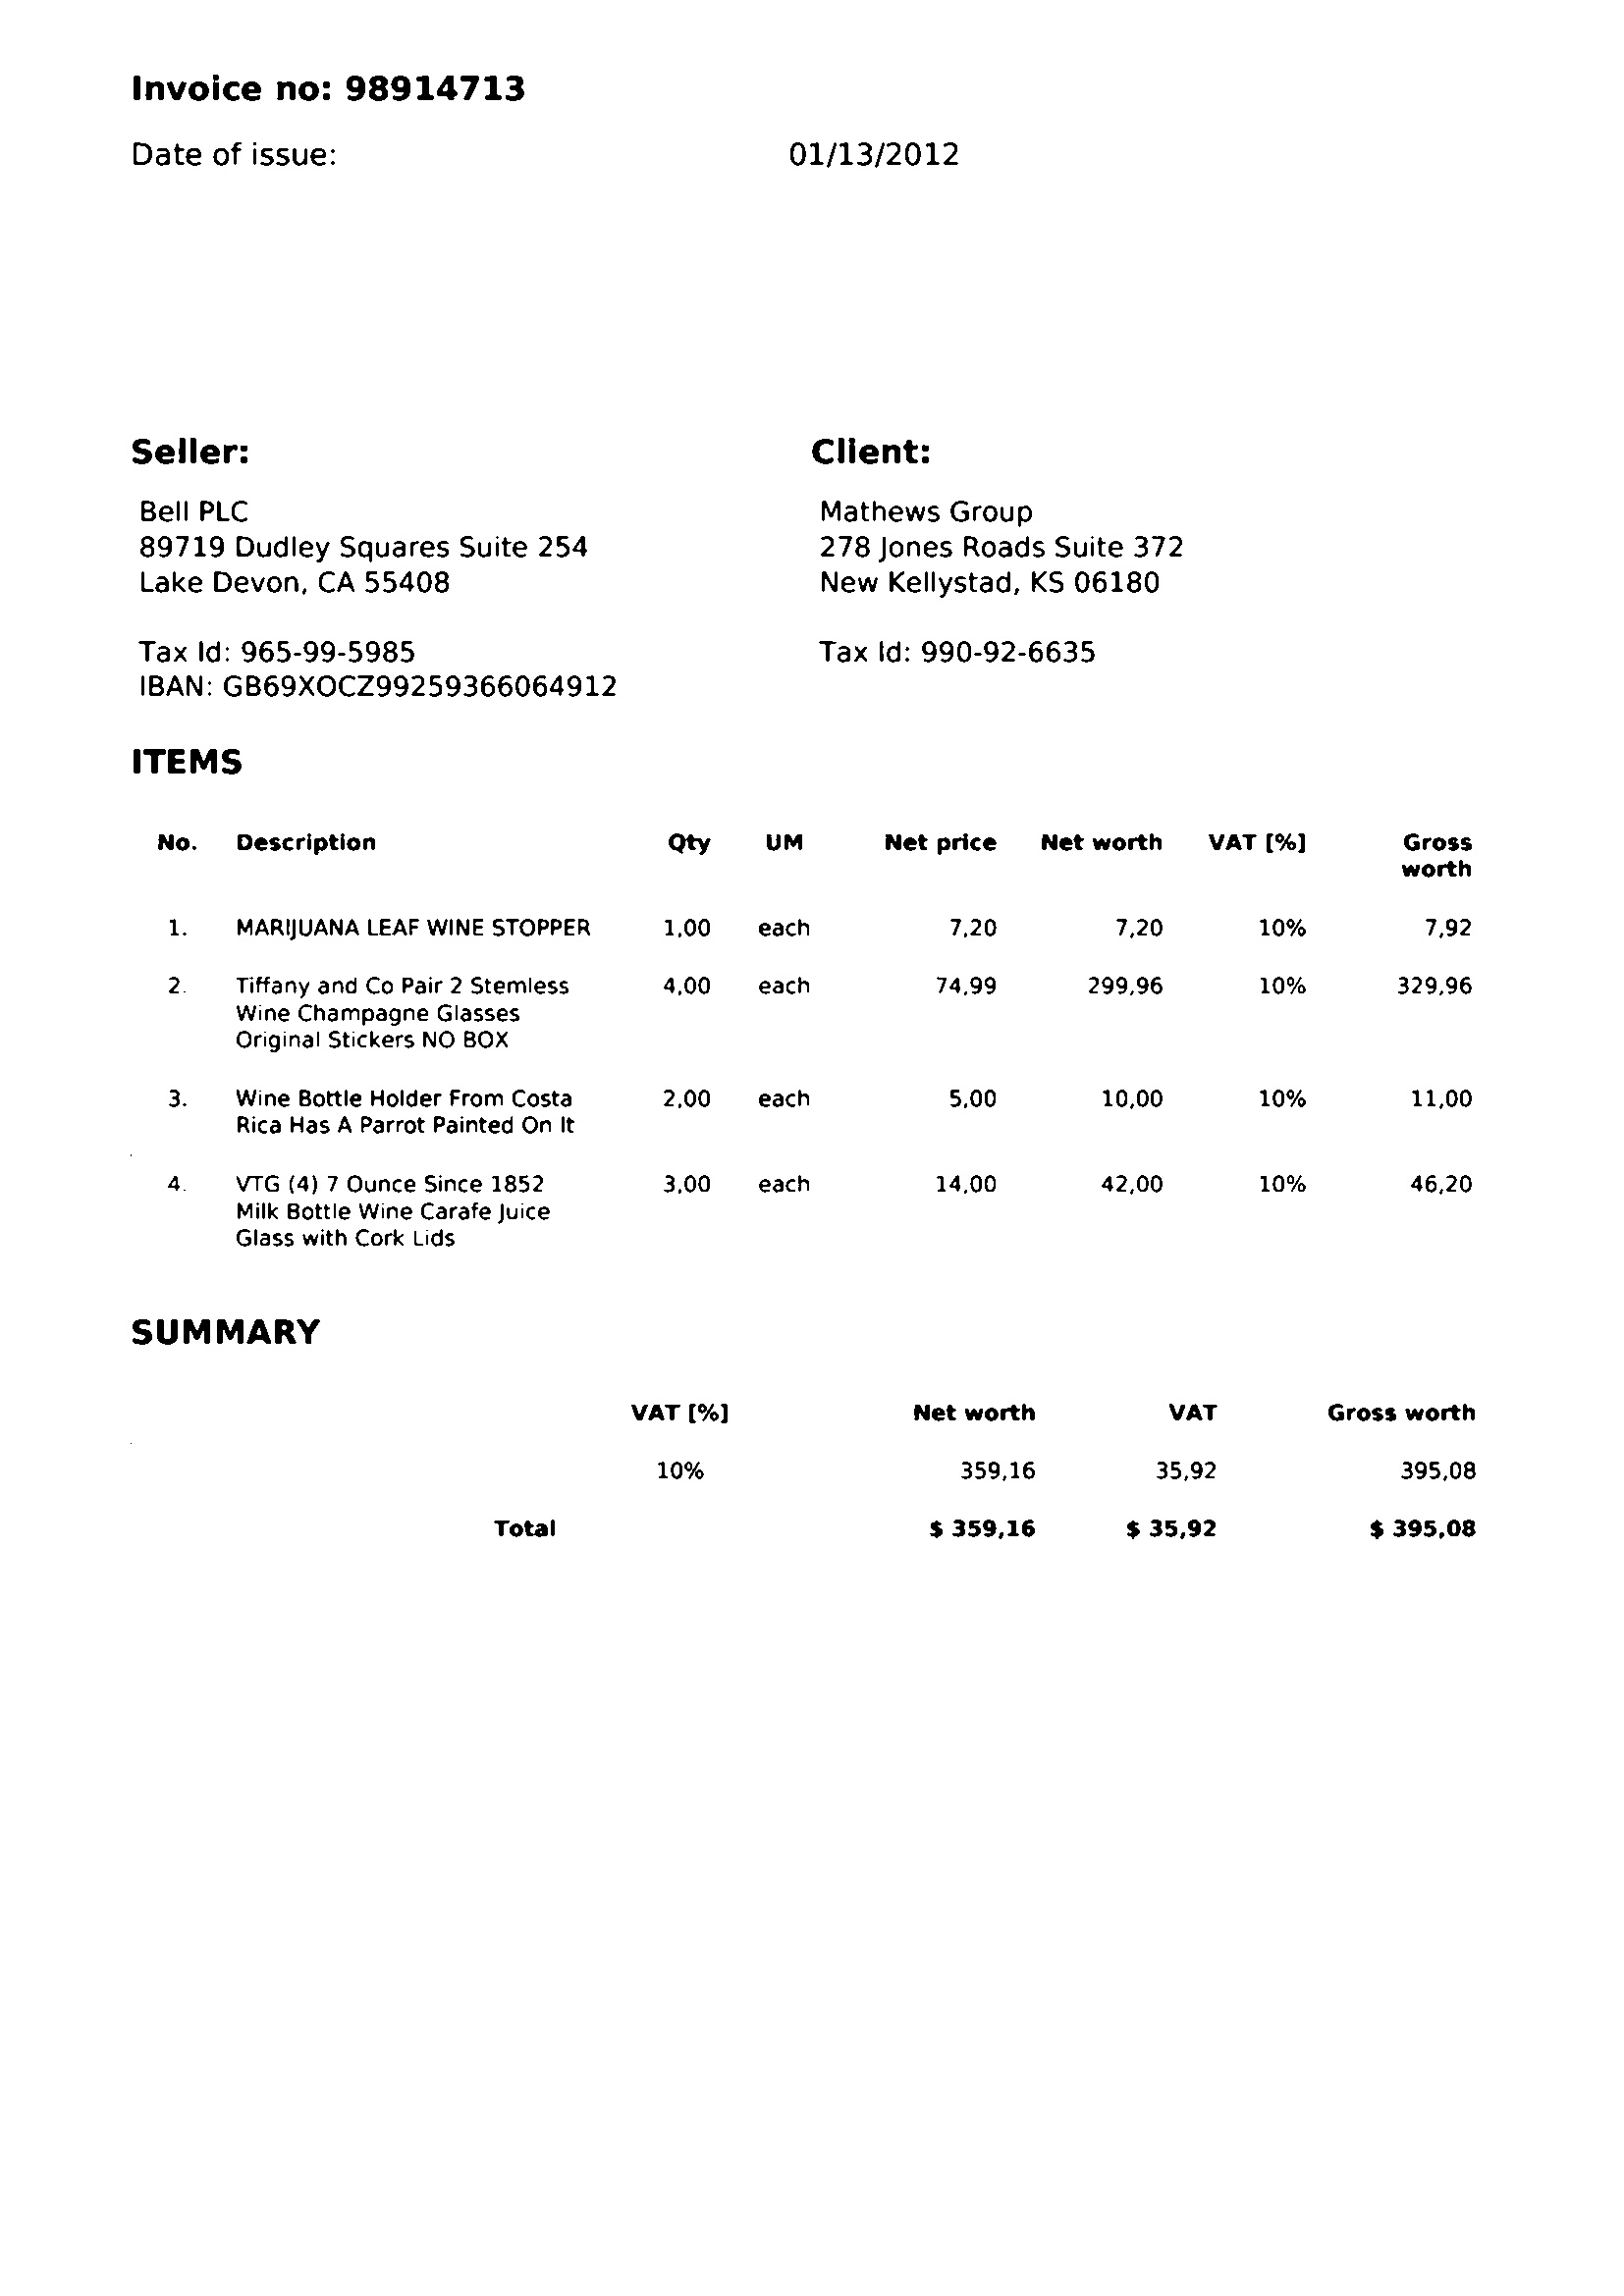 Invoice no: 98914713
Date of issue: 01/13/2012
Seller: Client:
Bell PLC Mathews Group
89719 Dudley Squares Suite 254 278 Jones Roads Suite 372
Lake Devon, CA 55408 New Kellystad, KS 06180
Tax Id: 965-99-5985 Tax Id: 990-92-6635
IBAN: GB69XOCZ99259366064912
ITEMS
No. Description Qty UM Net price Net worth VAT [%] Gross
worth
1. MARIJUANA LEAF WINE STOPPER 1,00 each 7,20 7,20 10% 7,92
2. Tiffany and Co Pair 2 Stemless 4,00 each 74,99 299,96 10% 329,96
Wine Champagne Glasses
Original Stickers NO BOX
3. Wine Bottle Holder From Costa 2,00 each 5,00 10,00 10% 11,00
Rica Has A Parrot Painted On It
4. VTG (4) 7 Ounce Since 1852 3,00 each 14,00 42,00 10% 46,20
Milk Bottle Wine Carafe Juice
Glass with Cork Lids
SUMMARY
VAT [%] Net worth VAT Gross worth
10% 359,16 35,92 395,08
Total $ 359,16 $ 35,92 $ 395,08